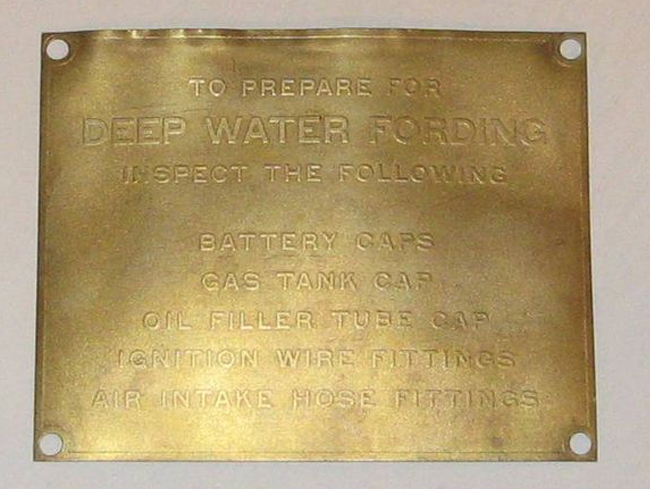 TO PREPARE FOR
DEEP WATER FORDING
INSPECT THE FOLLOWING
BATTERY CAPS
GAS TANK CAP
OIL FILLER TUBE CAP
IGNITION WIRE FITTINGS
AIR INTAKE HOSE FITTINGS